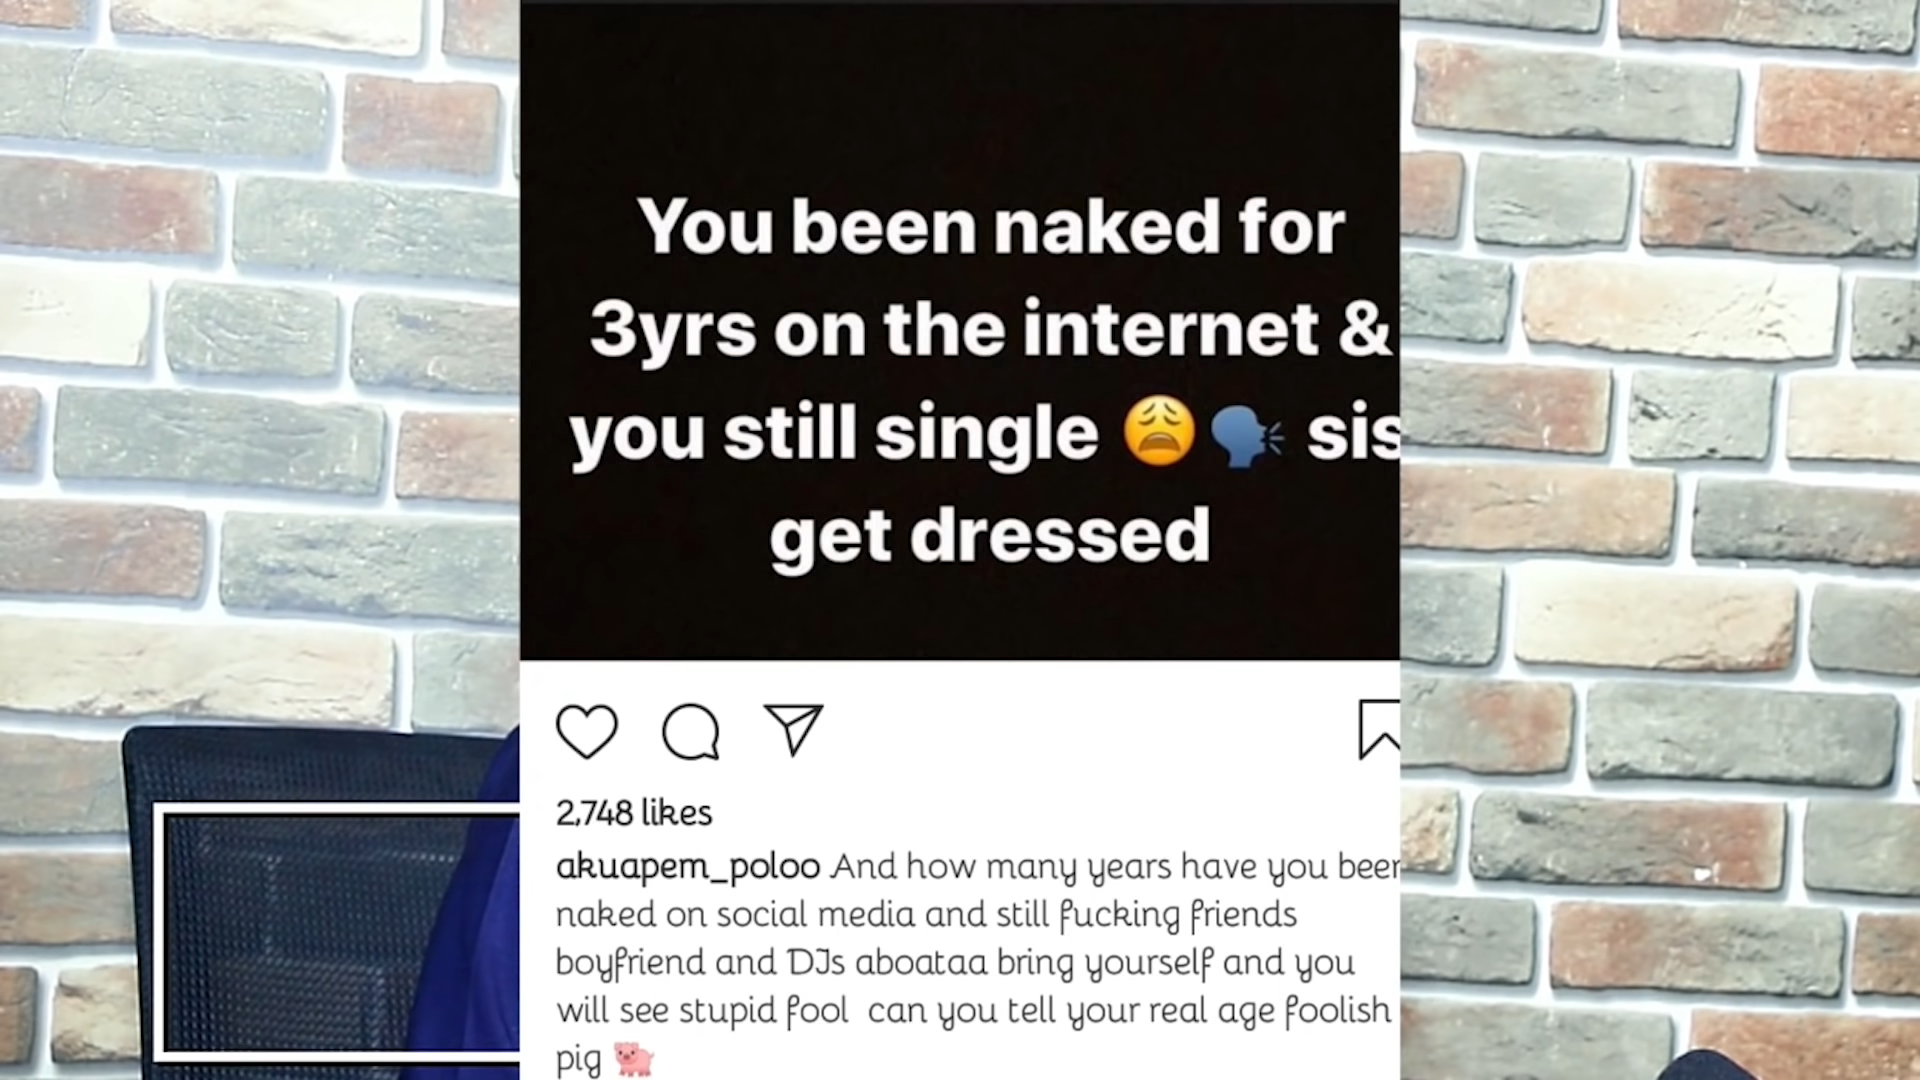 You been naked for
3yrs on the internet &
you still single 😩🗣️ sis
get dressed
2,748 likes
akuapem_poloo And how many years have you been
naked on social media and still fucking friends
boyfriend and DJs aboataa bring yourself and you
will see stupid fool can you tell your real age foolish
pig 🐷